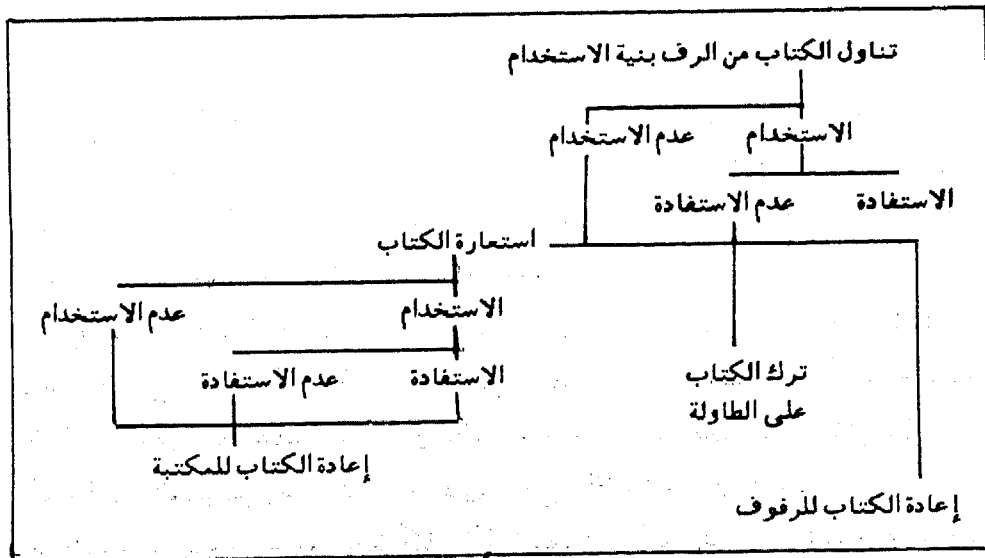 تناول الكتاب من الرف بنية الاستخدام
الاستخدام
عدم الاستخدام
الاستفادة
عدم الاستفادة
استعارة الكتاب
الاستخدام
عدم الاستخدام
الاستفادة
عدم الاستفادة
ترك الكتاب
على الطاولة
إعادة الكتاب للمكتبة
إعادة الكتاب للرفوف